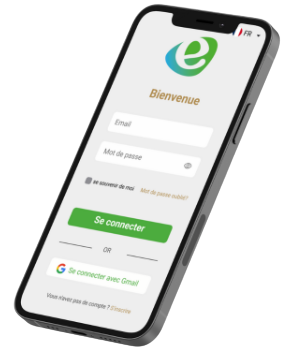 FR
e
Bienvenue
Email
Mot de passe
se souvenir de moi Mot de passe oublié?
Se connecter
OR
Se connecter avec Gmail
Vous n'avez pas de compte ? S'inscrire